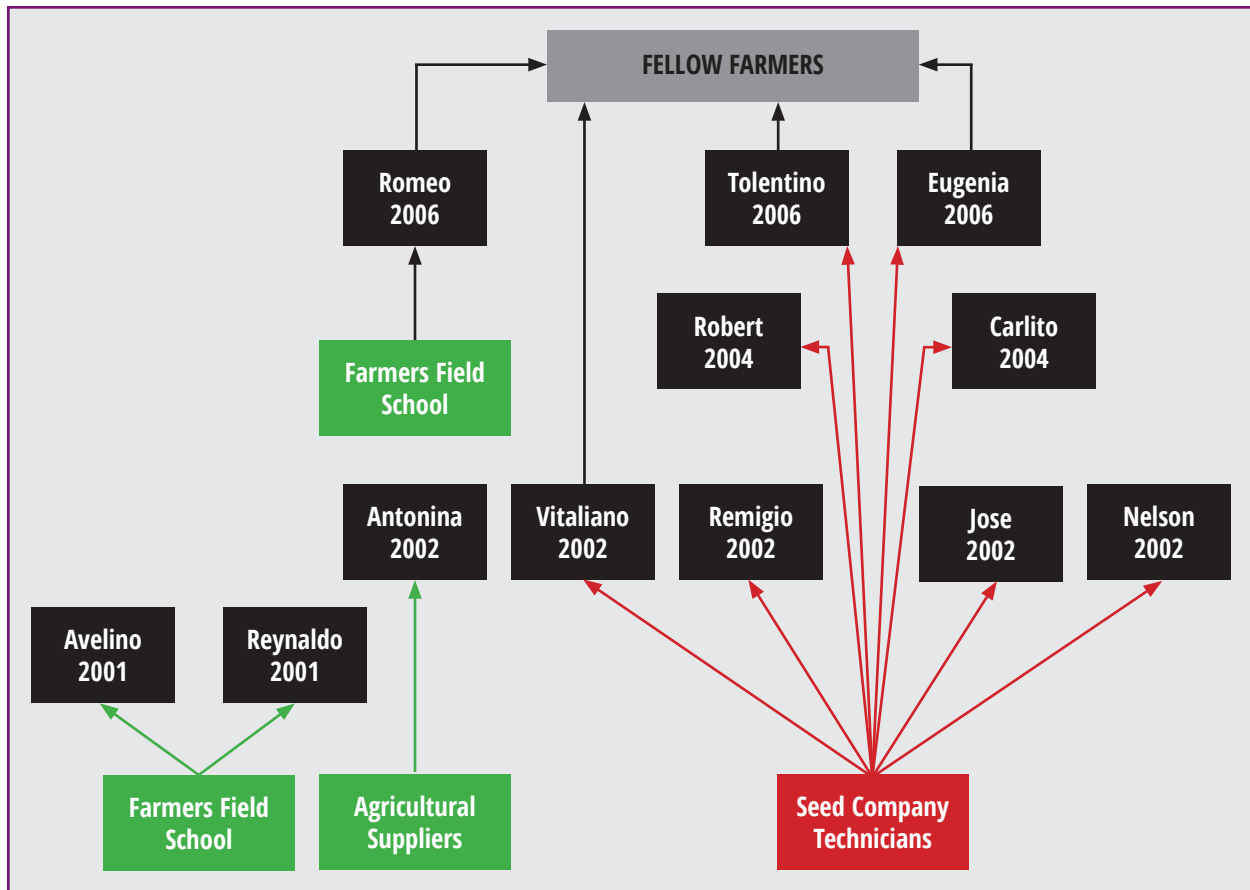 FELLOW FARMERS
Romeo
2006
Tolentino
2006
Eugenia
2006
Robert
2004
Carlito
2004
Farmers Field
School
Antonina
2002
Vitaliano
2002
Remigio
2002
Jose
2002
Nelson
2002
Avelino
2001
Reynaldo
2001
Farmers Field
School
Agricultural
Suppliers
Seed Company
Technicians